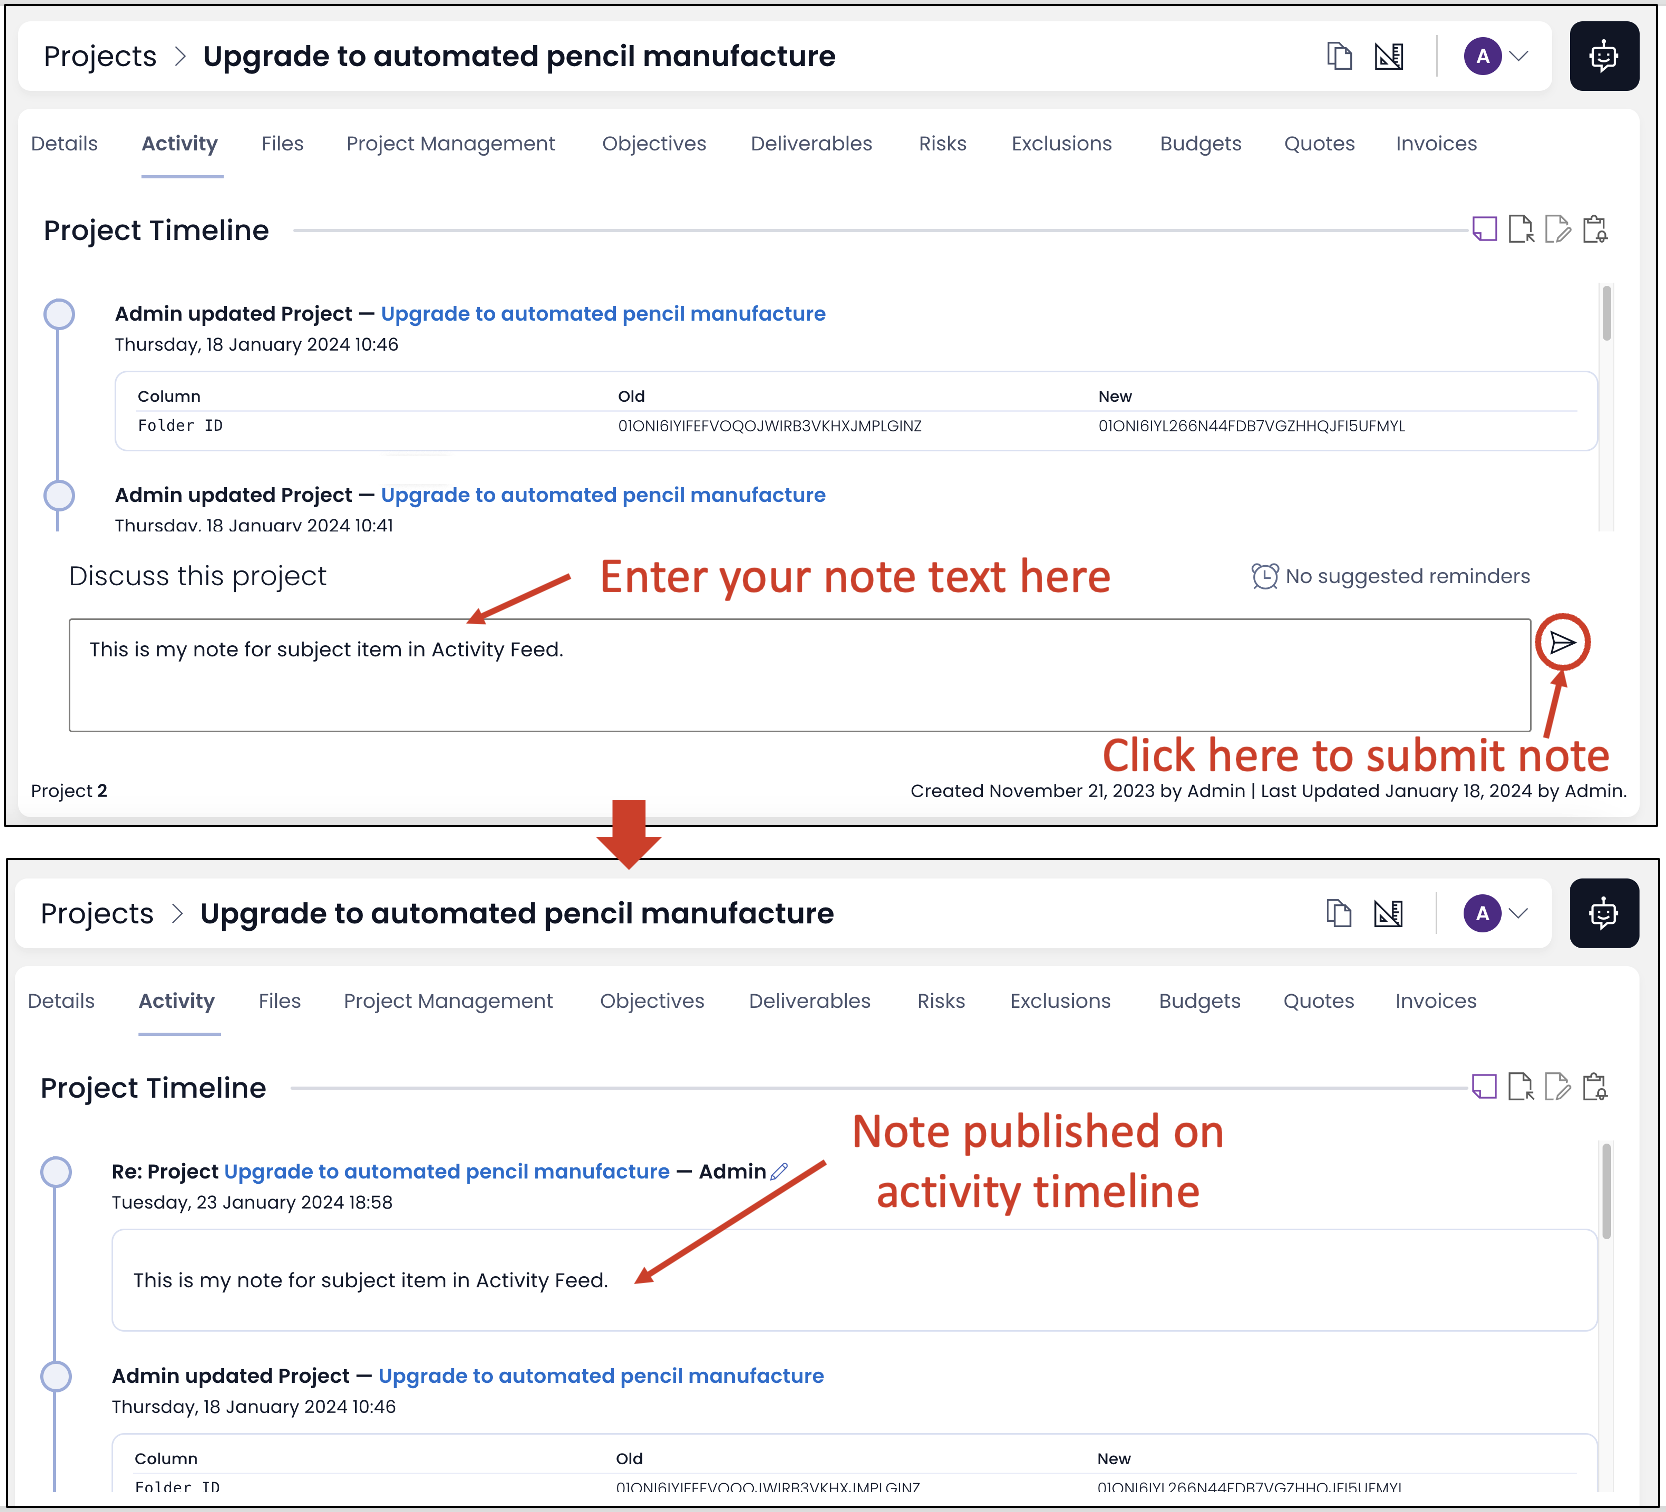 Projects > Upgrade to automated pencil manufacture A
Details Activity Files Project Management Objectives Deliverables Risks Exclusions Budgets Quotes Invoices
Project Timeline
Admin updated Project — Upgrade to automated pencil manufacture
Thursday, 18 January 2024 10:46
Column Old New
Folder ID 01ONI6IYIFEFVOQOJWIRB3VKHXJMPLGINZ 01ONI6IYL266N44FDB7VGZHHQJFI5UFMYL
Admin updated Project — Upgrade to automated pencil manufacture
Thursday, 18 January 2024 10:41
Discuss this project Enter your note text here No suggested reminders
This is my note for subject item in Activity Feed.
Click here to submit note
Project 2 Created November 21, 2023 by Admin | Last Updated January 18, 2024 by Admin.
Projects > Upgrade to automated pencil manufacture A
Details Activity Files Project Management Objectives Deliverables Risks Exclusions Budgets Quotes Invoices
Project Timeline
Note published on
activity timeline
Re: Project Upgrade to automated pencil manufacture — Admin
Tuesday, 23 January 2024 18:58
This is my note for subject item in Activity Feed.
Admin updated Project — Upgrade to automated pencil manufacture
Thursday, 18 January 2024 10:46
Column Old New
Folder ID 01ONI6IYIFEFVOQOJWIRB3VKHXJMPLGINZ 01ONI6IYL266N44FDB7VGZHHQJFI5UFMYL